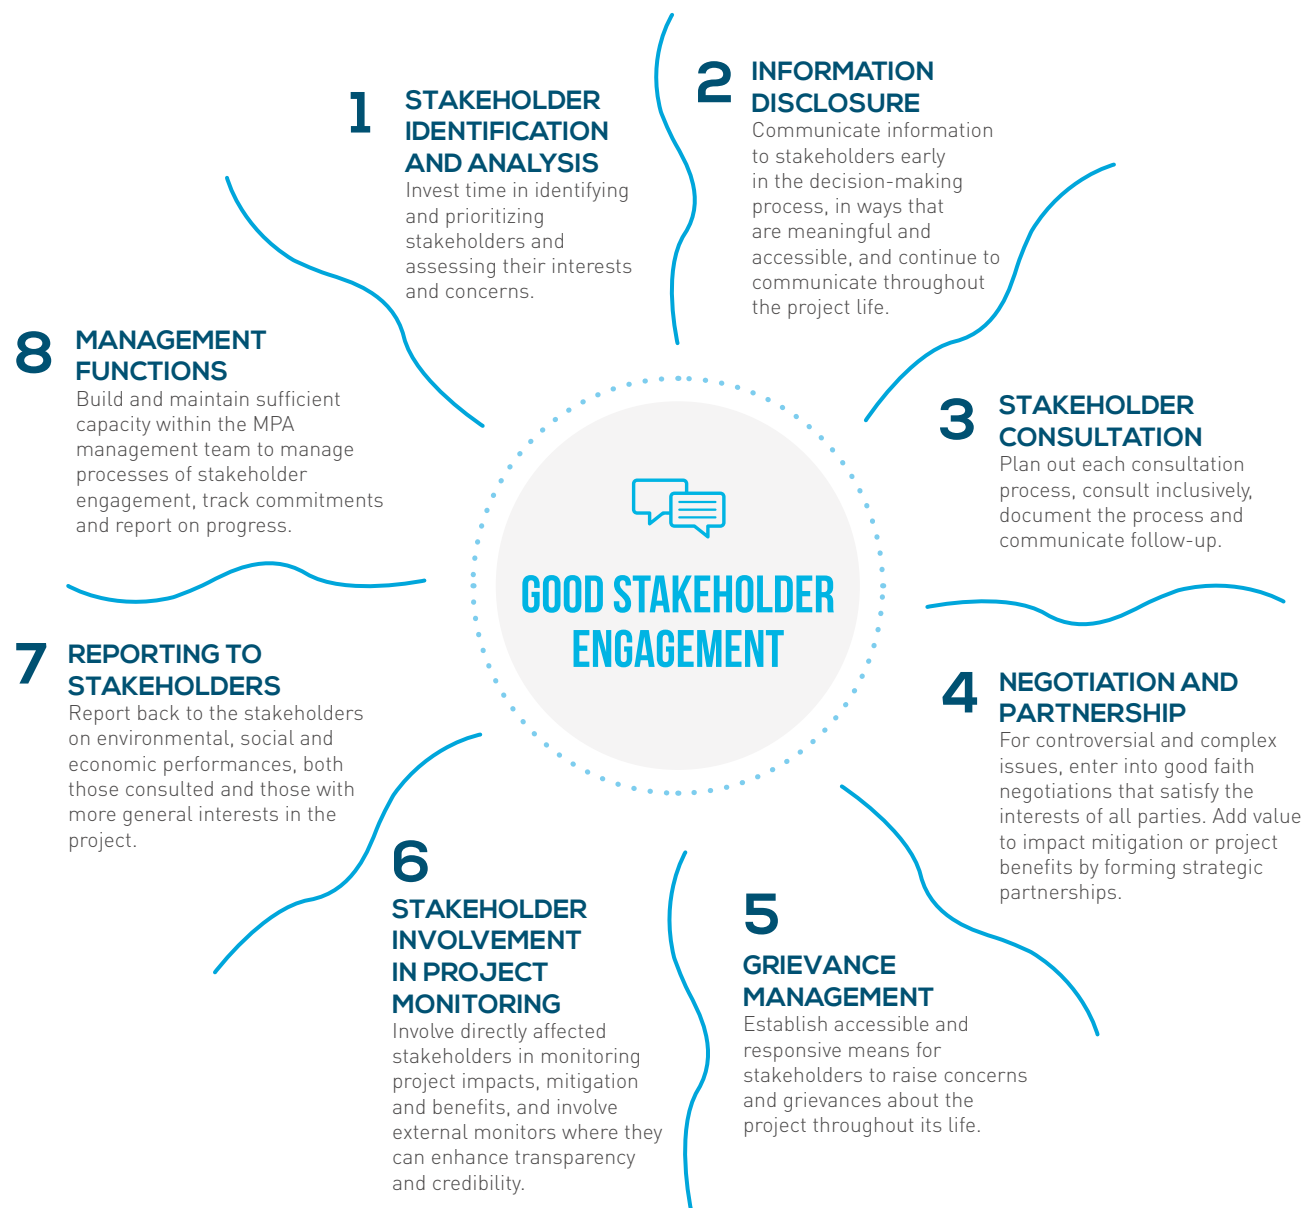 GOOD STAKEHOLDER
ENGAGEMENT
1
STAKEHOLDER
IDENTIFICATION
AND ANALYSIS
Invest time in identifying
and prioritizing
stakeholders and
assessing their interests
and concerns.
2
INFORMATION
DISCLOSURE
Communicate information
to stakeholders early
in the decision-making
process, in ways that
are meaningful and
accessible, and continue to
communicate throughout
the project life.
3
STAKEHOLDER
CONSULTATION
Plan out each consultation
process, consult inclusively,
document the process and
communicate follow-up.
4
NEGOTIATION AND
PARTNERSHIP
For controversial and complex
issues, enter into good faith
negotiations that satisfy the
interests of all parties. Add value
to impact mitigation or project
benefits by forming strategic
partnerships.
5
GRIEVANCE
MANAGEMENT
Establish accessible and
responsive means for
stakeholders to raise concerns
and grievances about the
project throughout its life.
6
STAKEHOLDER
INVOLVEMENT
IN PROJECT
MONITORING
Involve directly affected
stakeholders in monitoring
project impacts, mitigation
and benefits, and involve
external monitors where they
can enhance transparency
and credibility.
7
REPORTING TO
STAKEHOLDERS
Report back to the stakeholders
on environmental, social and
economic performances, both
those consulted and those with
more general interests in the
project.
8
MANAGEMENT
FUNCTIONS
Build and maintain sufficient
capacity within the MPA
management team to manage
processes of stakeholder
engagement, track commitments
and report on progress.